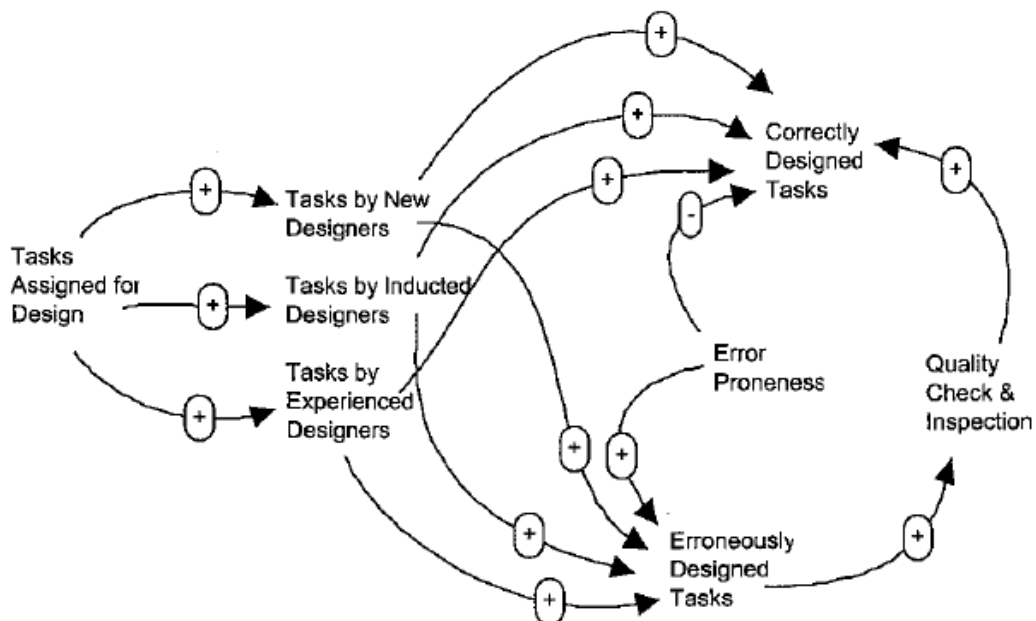 +
+
+
Correctly
Designed
Tasks
+
+
-
+
Tasks by New
Designers
Tasks
Assigned for
Design
+
Tasks by Inducted
Designers
Error
Proneness
Quality
Check &
Inspection
Tasks by
Experienced
Designers
+
+
+
+
Erroneously
Designed
Tasks
+
+